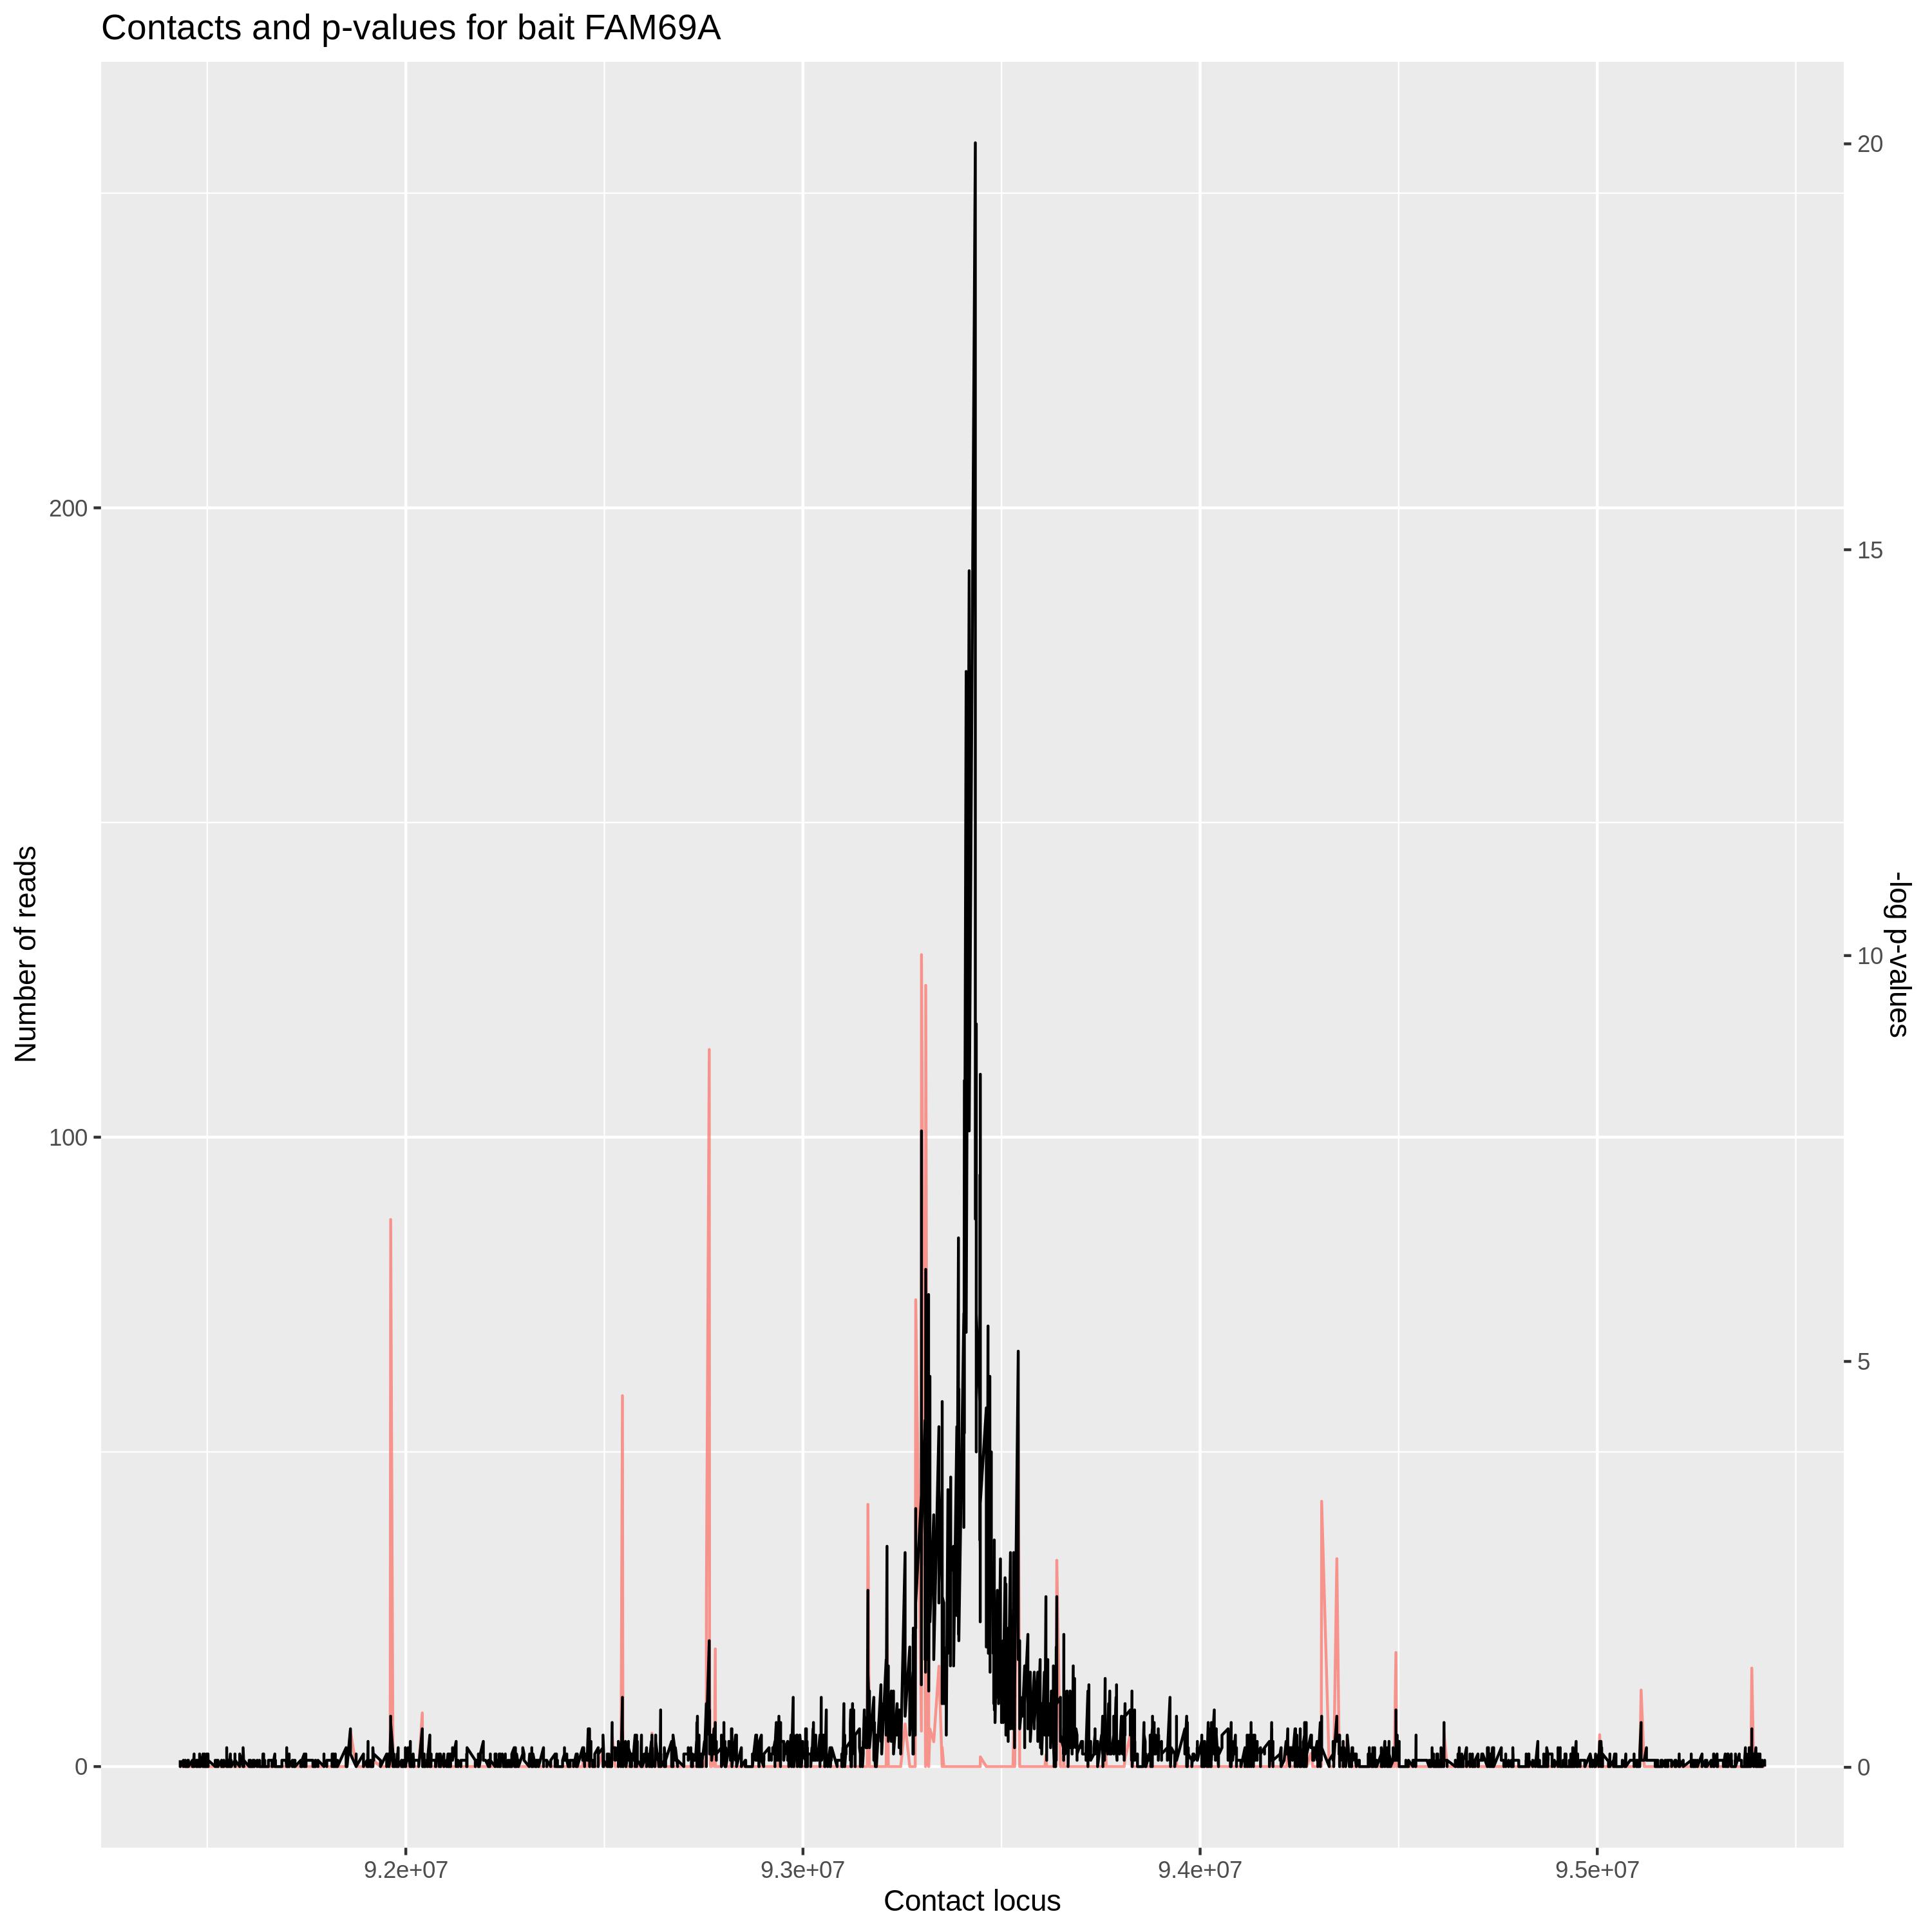 Contacts and p-values for bait FAM69A
Number of reads
200
100
0
20
15
10
5
0
-log p-values
9.2e+07
9.3e+07
9.4e+07
9.5e+07
Contact locus